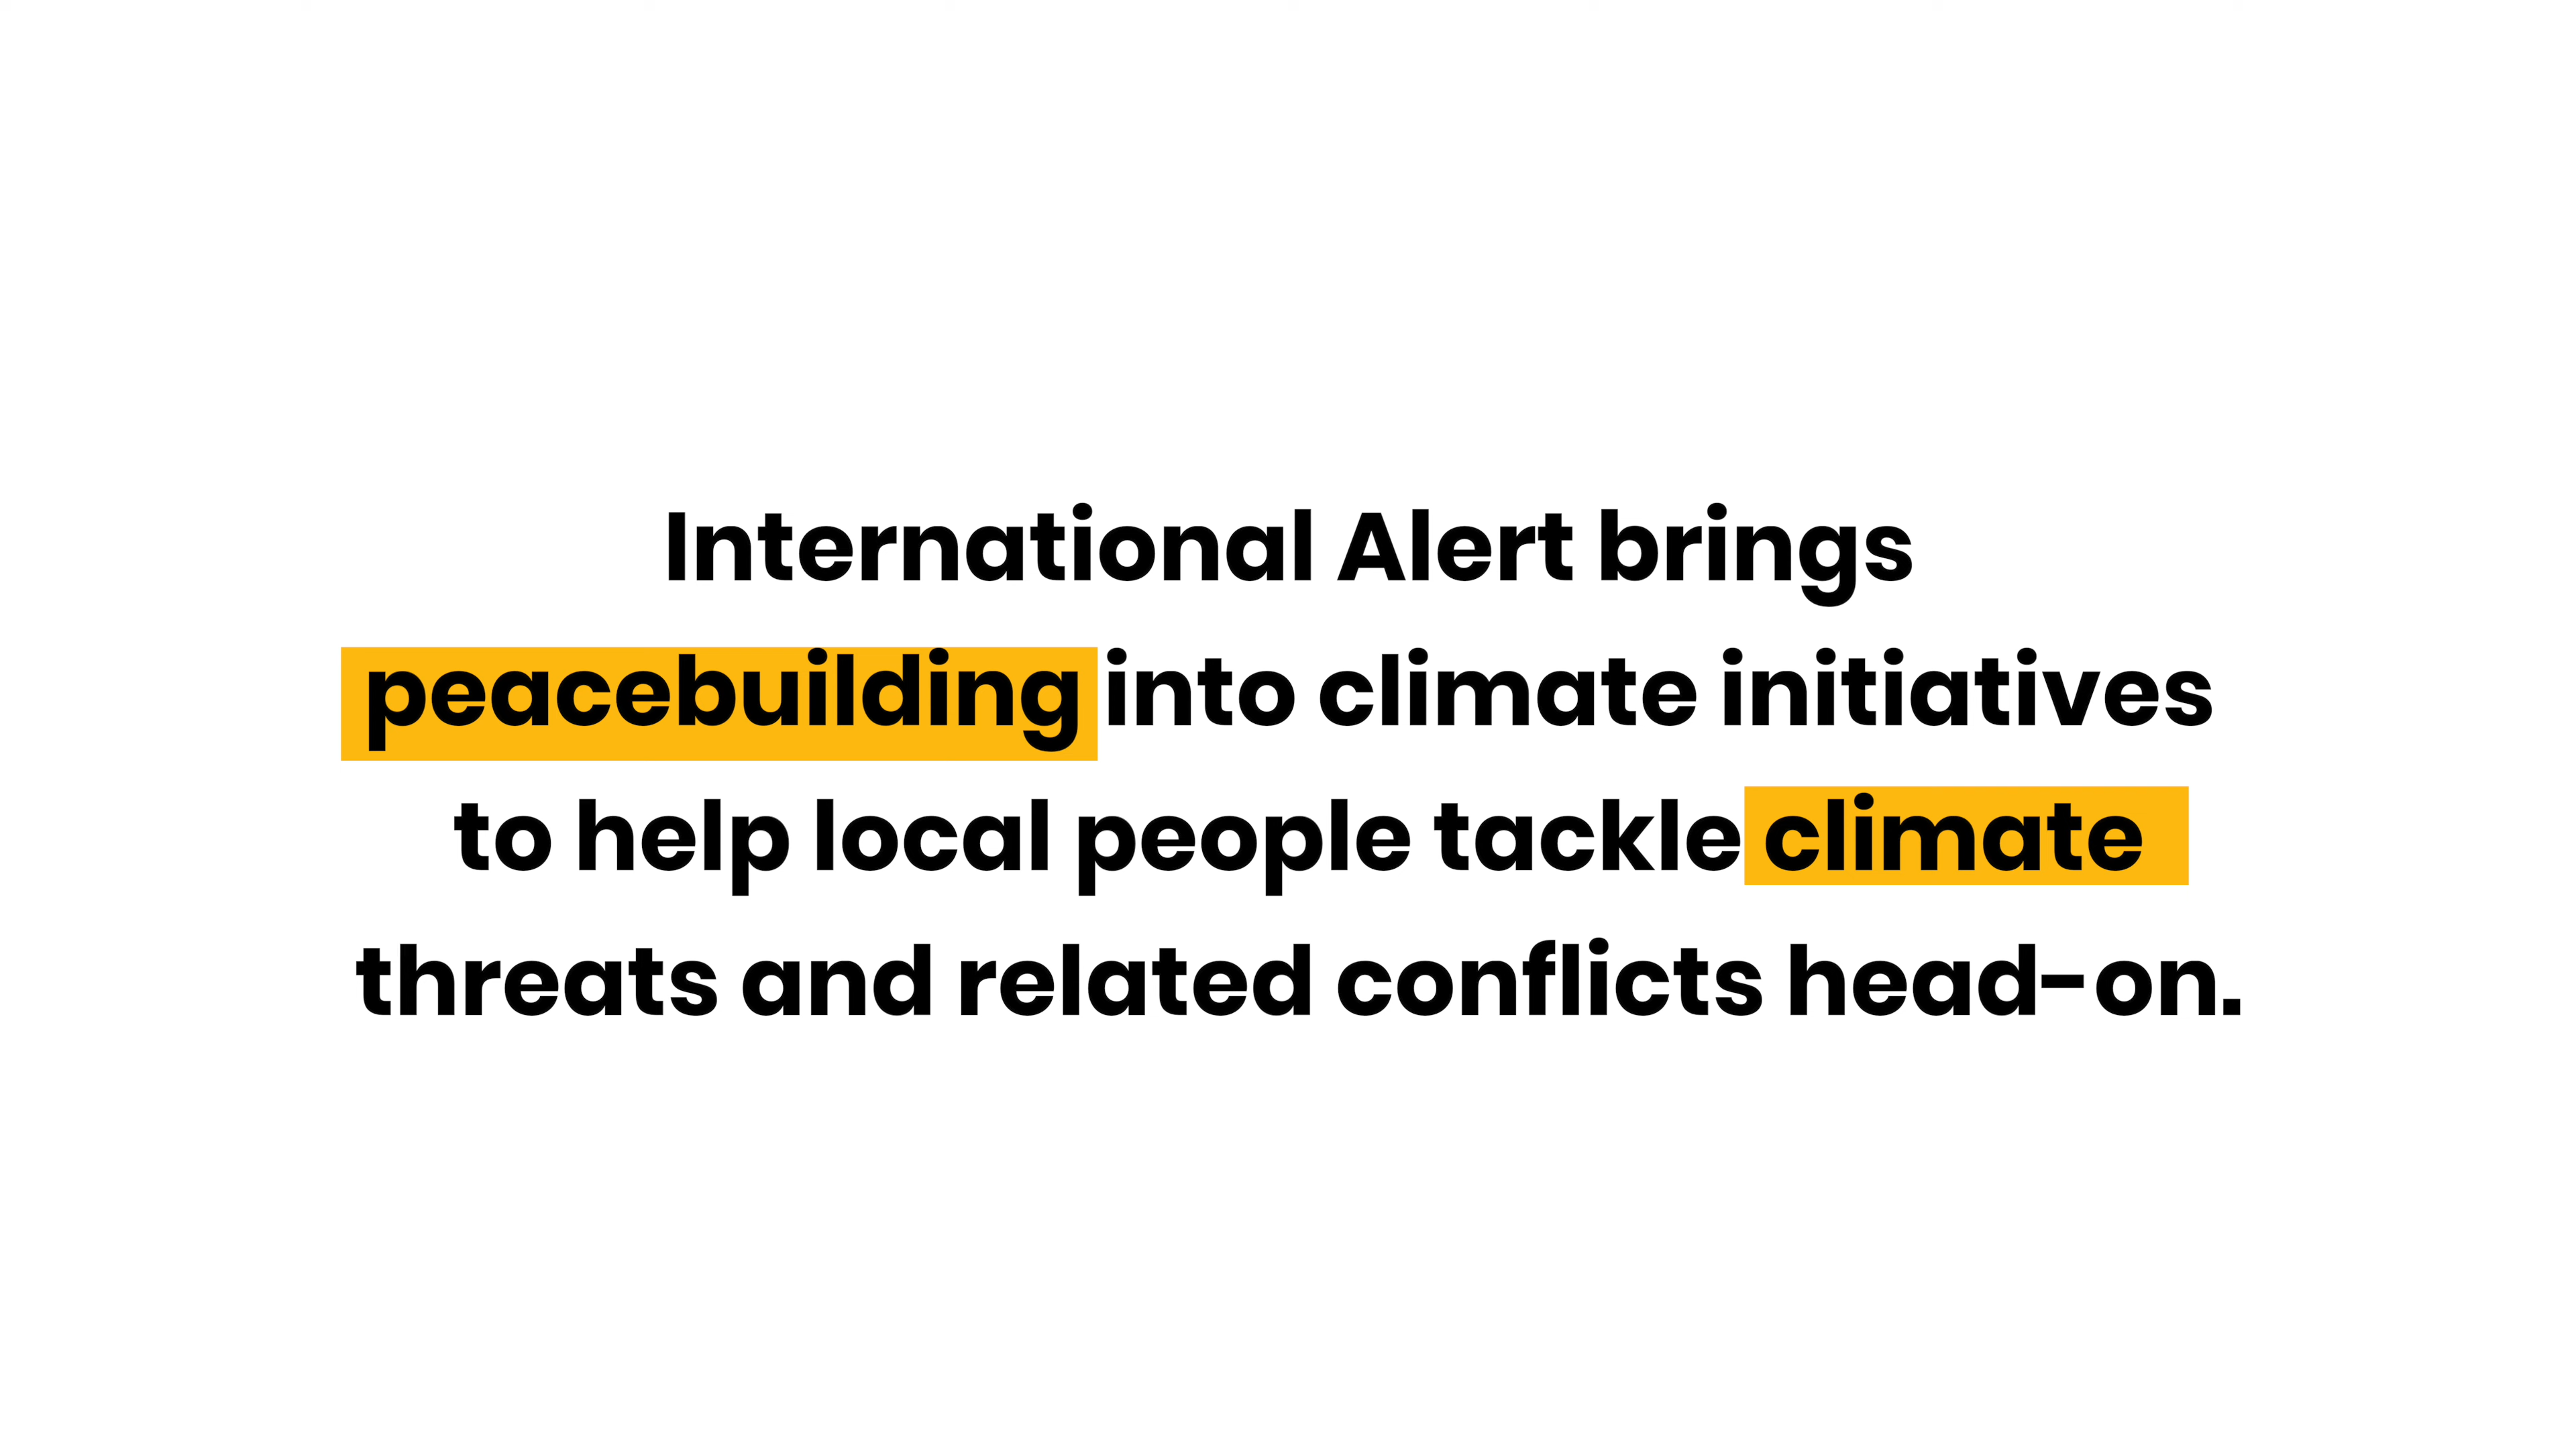 International Alert brings
peacebuilding into climate initiatives
to help local people tackle climate
threats and related conflicts head-on.